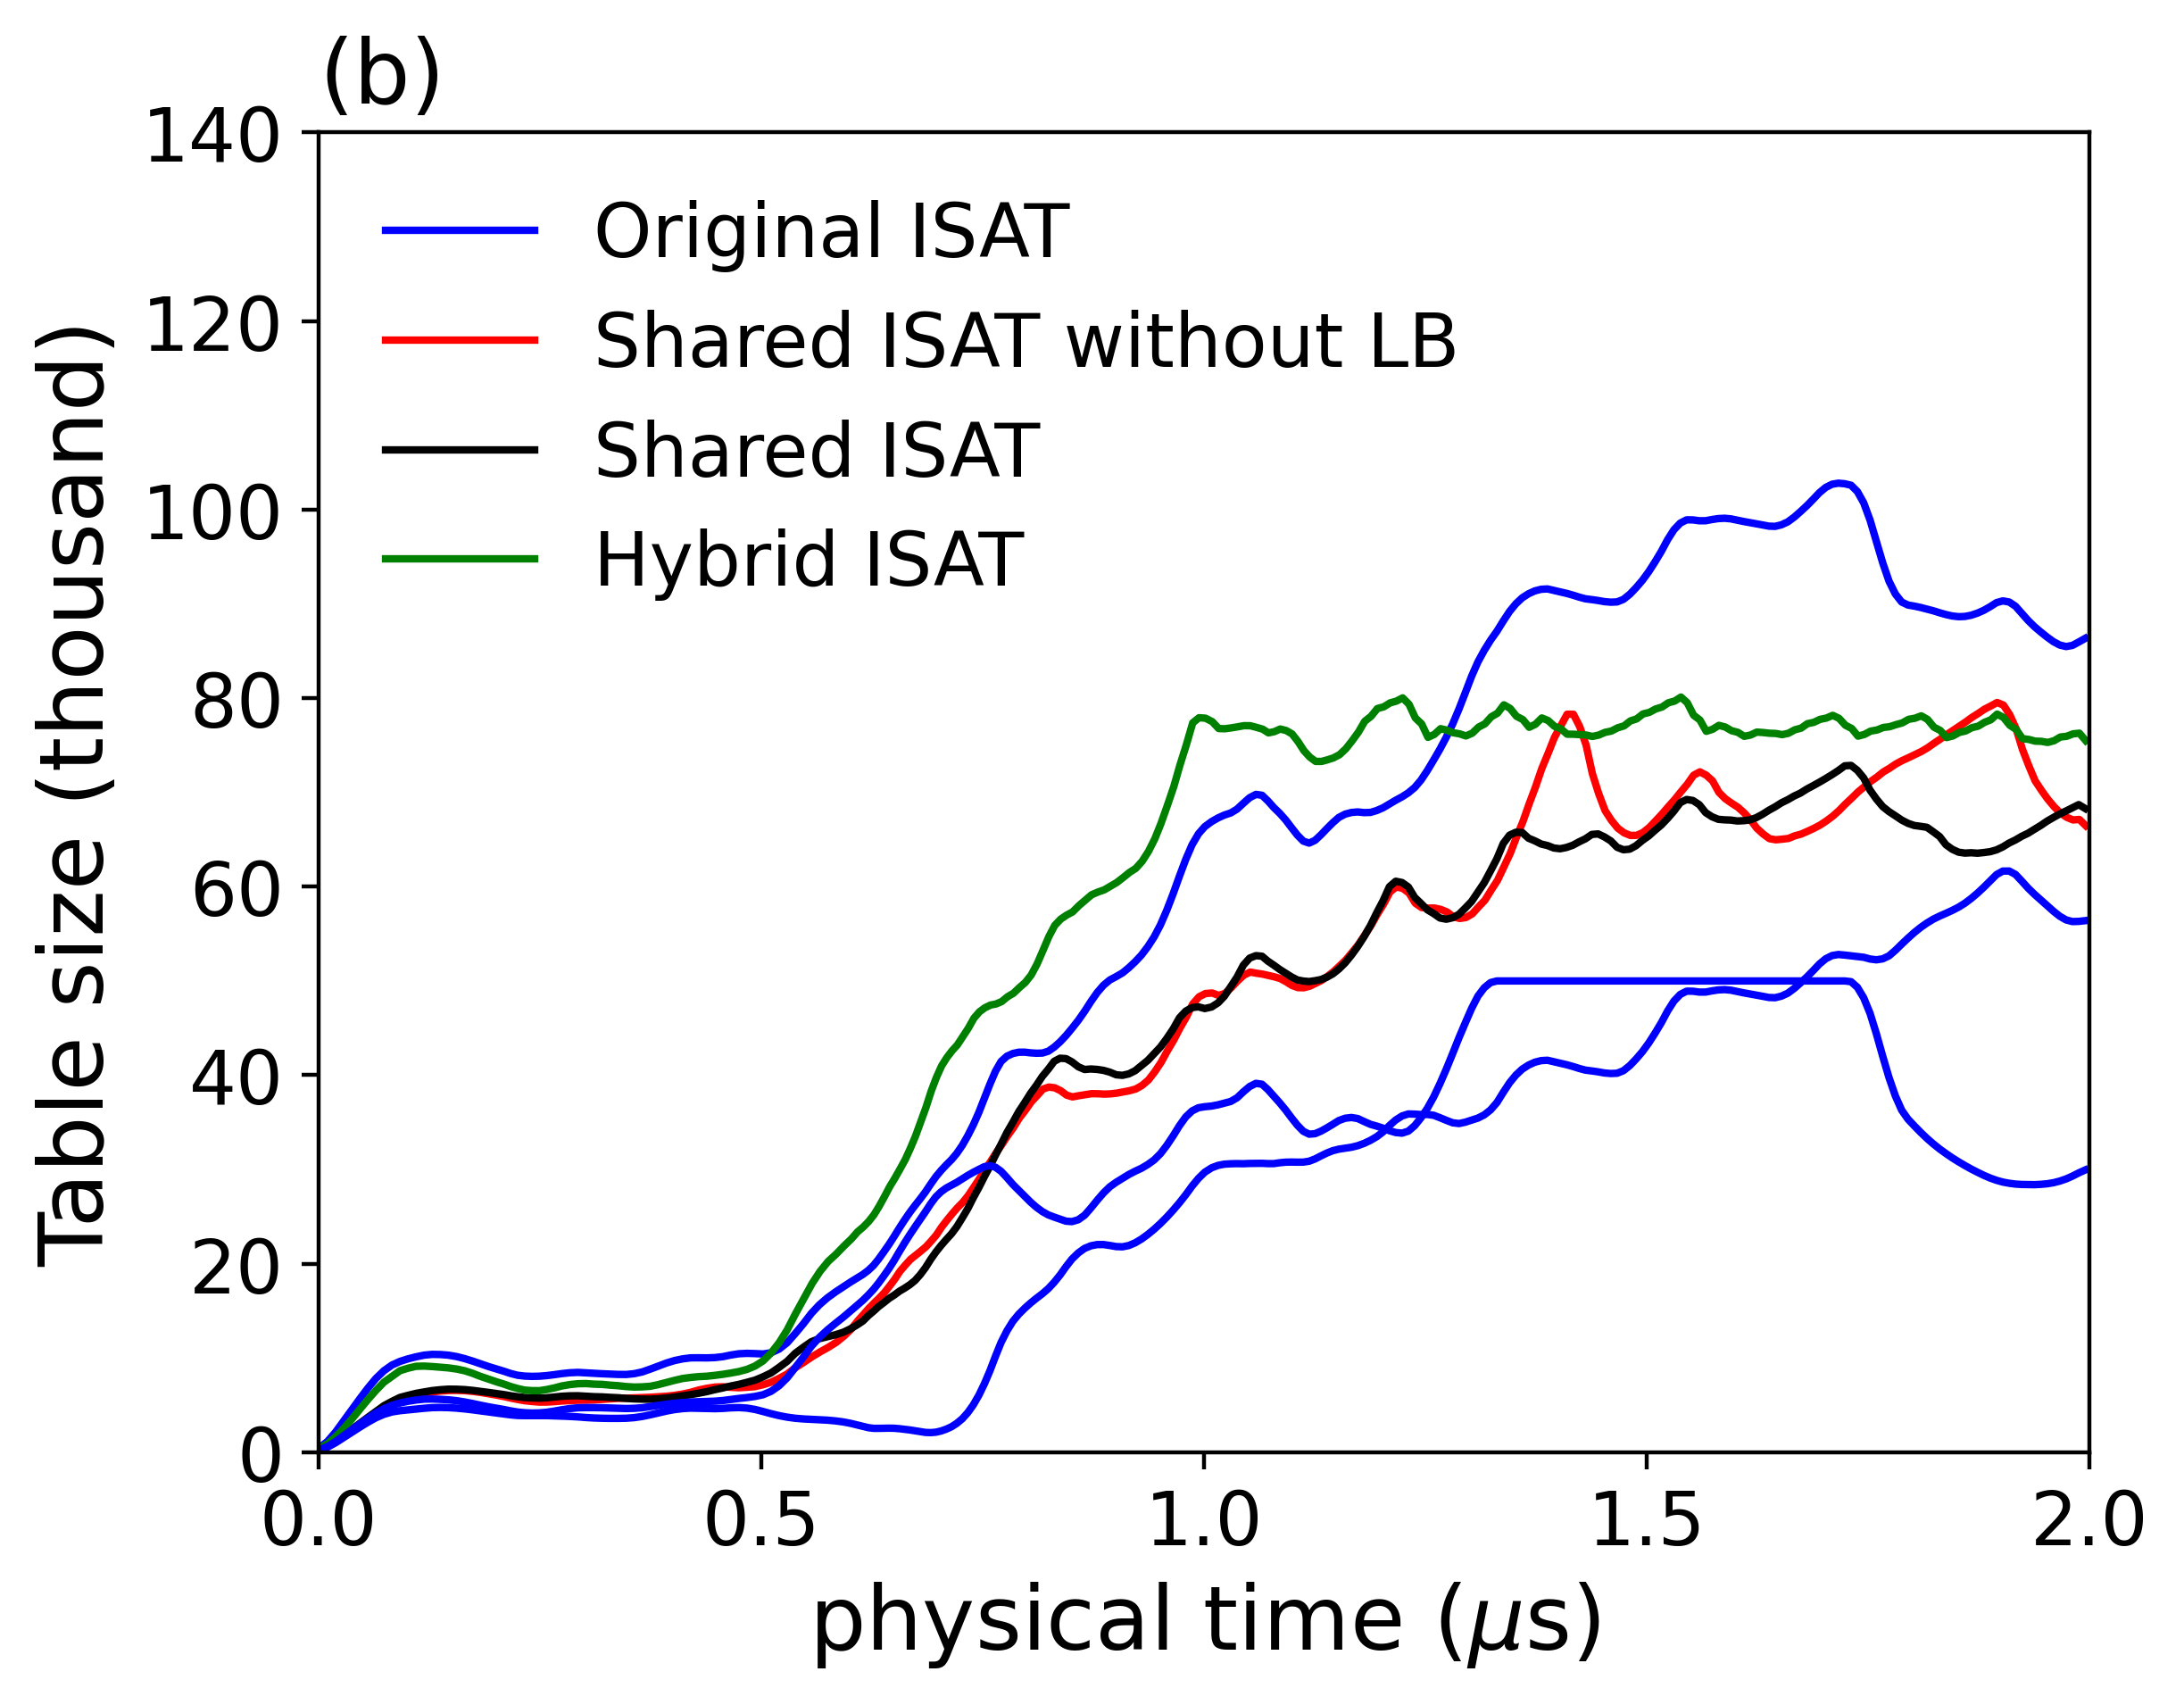 (b)
140
120
100
80
60
40
20
0
Table size (thousand)
Original ISAT
Shared ISAT without LB
Shared ISAT
Hybrid ISAT
0.0 0.5 1.0 1.5 2.0
physical time (μs)